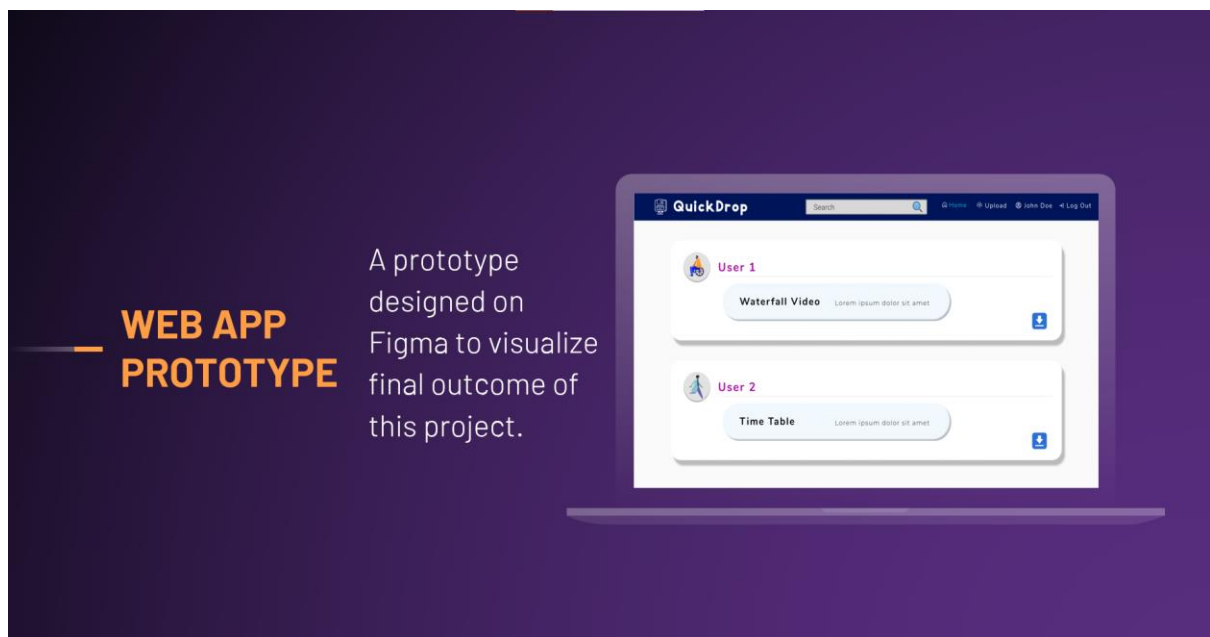 WEB APP
PROTOTYPE
A prototype
designed on
Figma to visualize
final outcome of
this project.
QuickDrop
Search
Home
Upload
John Doe
Log Out
User 1
Waterfall Video
Lorem ipsum dolor sit amet
User 2
Time Table
Lorem ipsum dolor sit amet